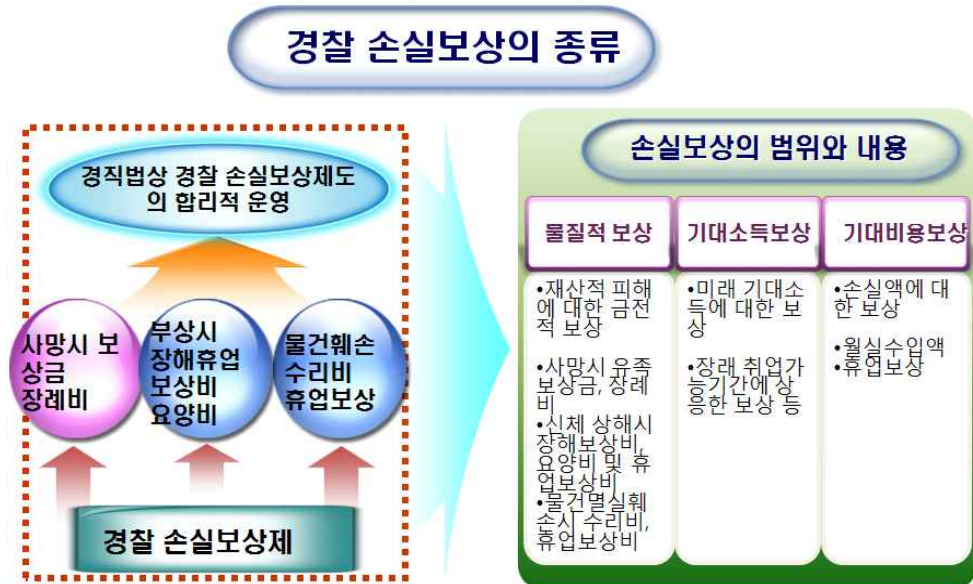 경찰 손실보상의 종류
경직법상 경찰 손실보상제도
의 합리적 운영
사망시 보
상금
장례비
부상시
장해휴업
보상비
요양비
물건훼손
수리비
휴업보상
경찰 손실보상제
손실보상의 범위와 내용
물질적 보상
•재산적 피해
에 대한 금전
적 보상
•사망시 유족
보상금, 장례
비
•신체 상해시
장해보상비,
요양비 및 휴
업보상비
•물건멸실훼
손시 수리비,
휴업보상비
기대소득보상
•미래 기대소
득에 대한 보
상
•장래 취업가
능기간에 상
응한 보상 등
기대비용보상
•손실액에 대
한 보상
•월실수입액
•휴업보상